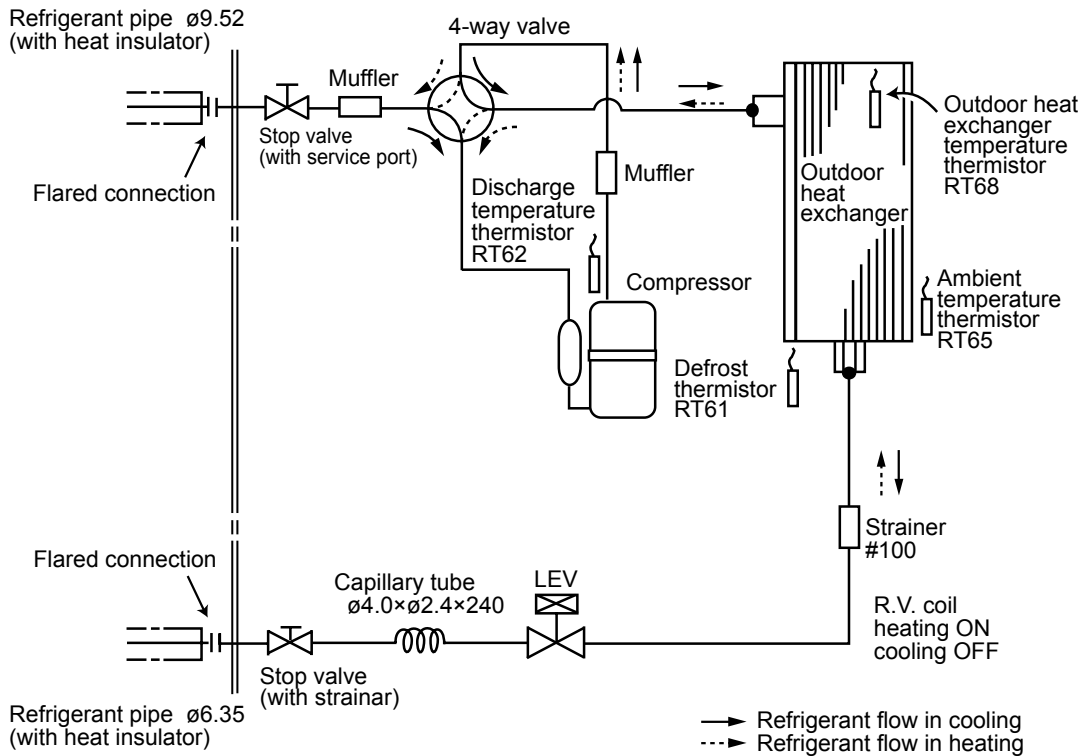 Refrigerant pipe ø9.52
(with heat insulator)
4-way valve
Muffler
Stop valve
(with service port)
Flared connection
Discharge
temperature
thermistor
RT62
Muffler
Compressor
Outdoor
heat
exchanger
Outdoor heat
exchanger
temperature
thermistor
RT68
Ambient
temperature
thermistor
RT65
Defrost
thermistor
RT61
Strainer
#100
Flared connection
Capillary tube
ø4.0×ø2.4×240
LEV
R.V. coil
heating ON
cooling OFF
Stop valve
(with strainar)
Refrigerant pipe ø6.35
(with heat insulator)
Refrigerant flow in cooling
Refrigerant flow in heating